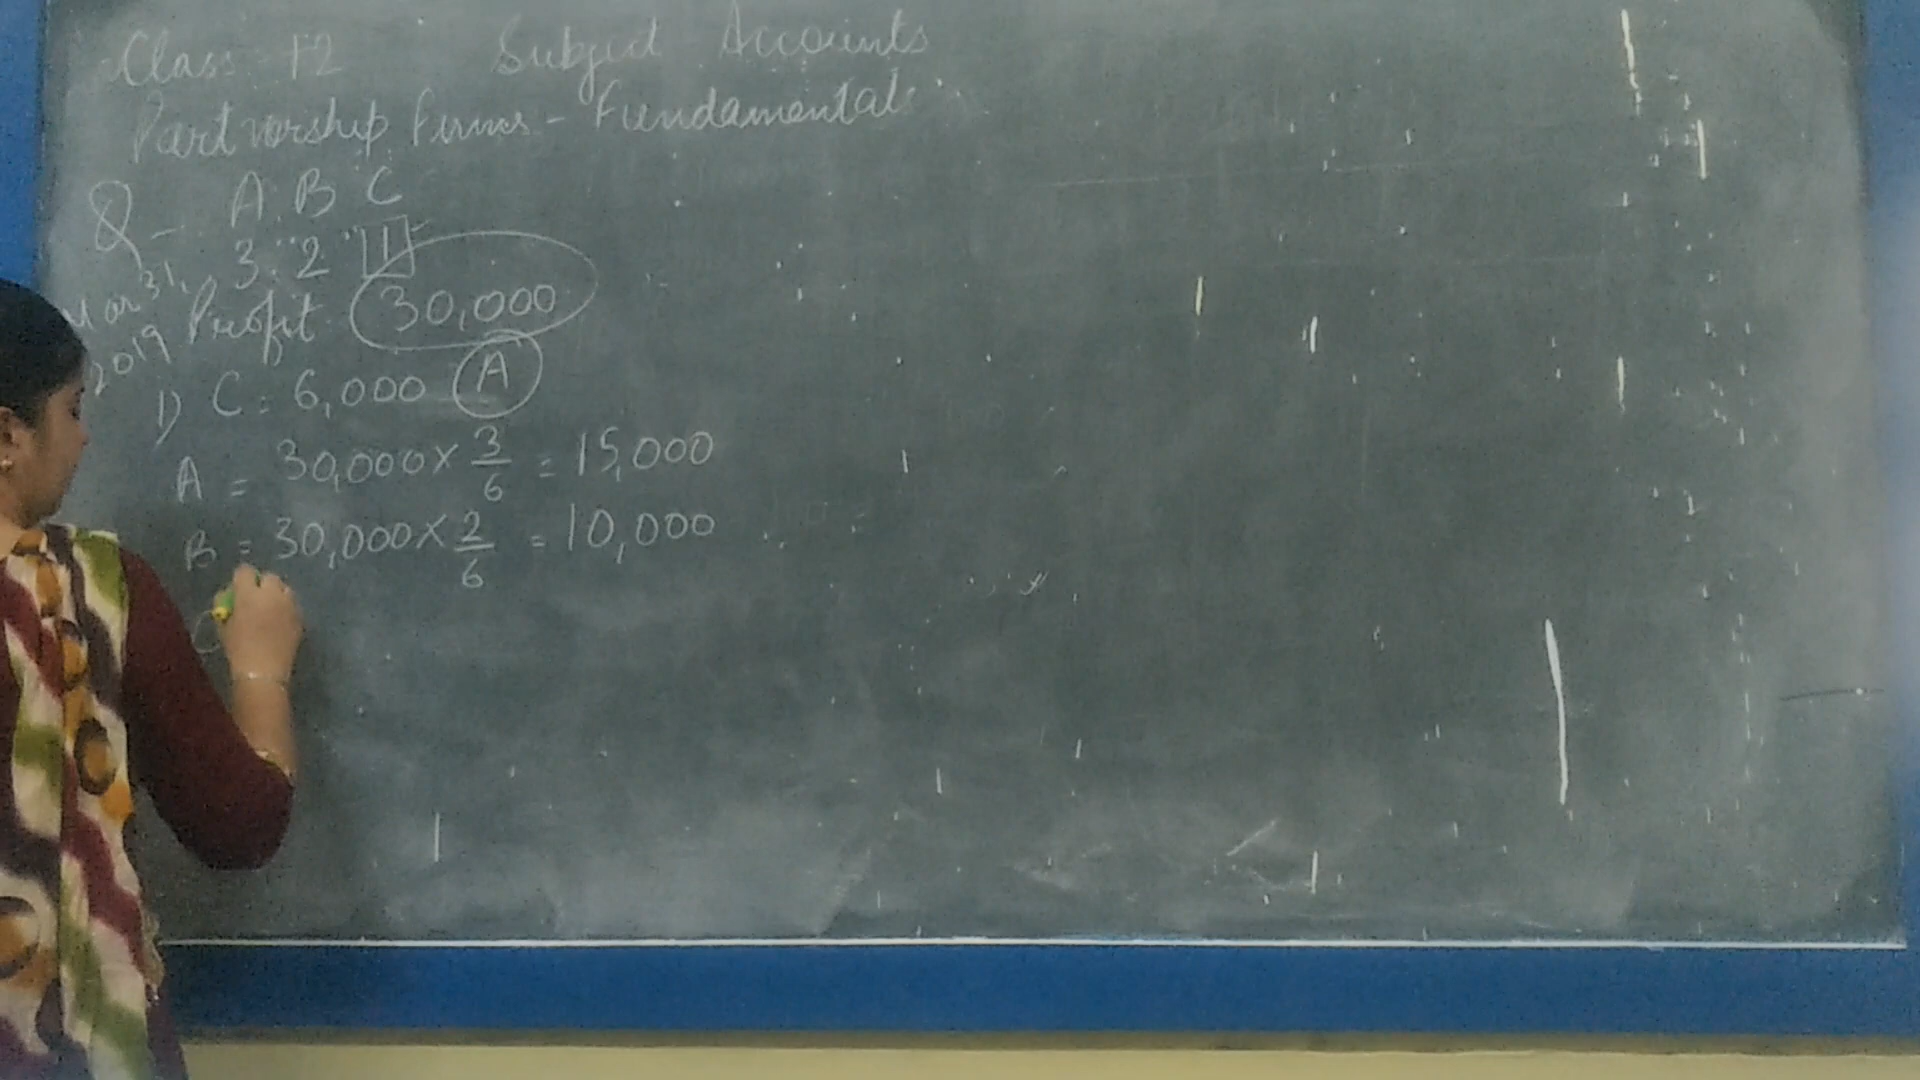 Class 12 Subject Accounts
Partnership Firms - Fundamentals
Q - A B C
3 : 2 : 1
Mar 31, 2019 Profit 30,000
1) C = 6,000 A
A = 30,000 × 3/6 = 15,000
B = 30,000 × 2/6 = 10,000
C